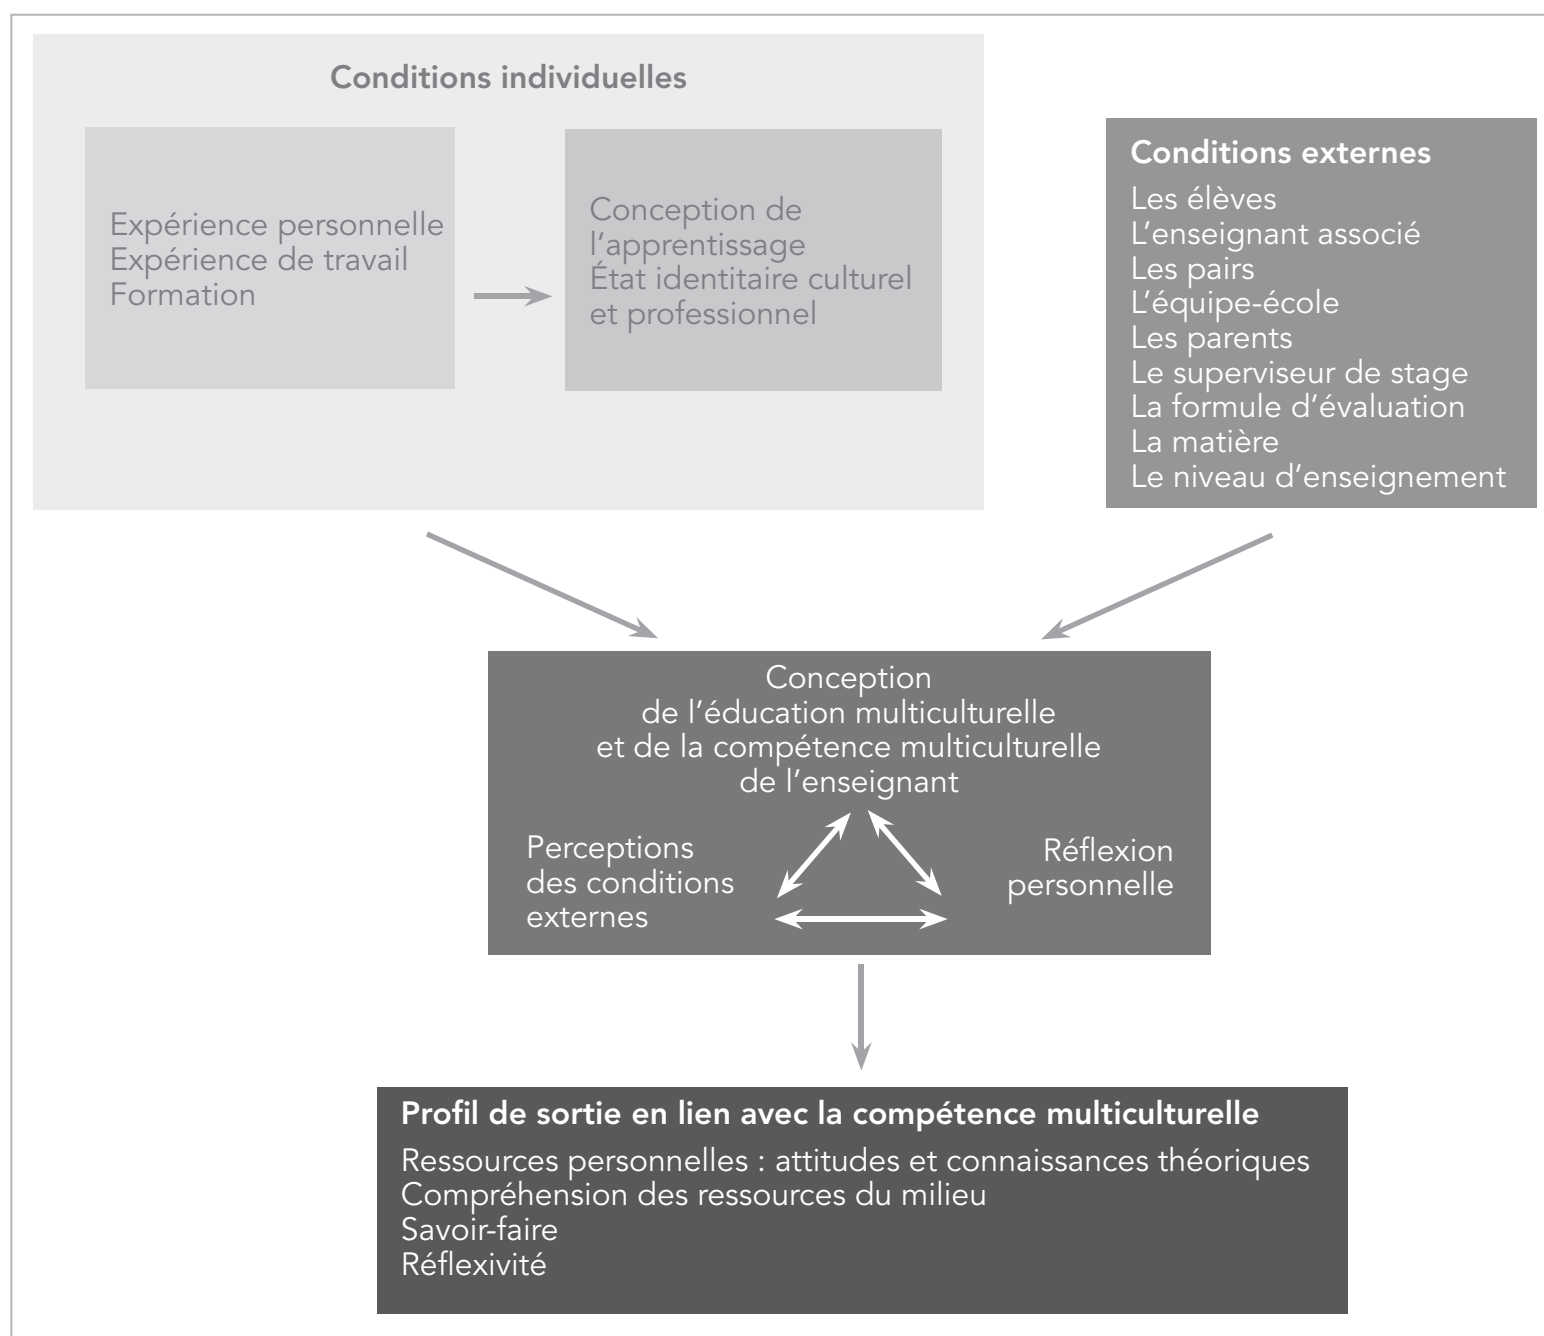 Conditions individuelles
Expérience personnelle
Expérience de travail
Formation
Conception de
l’apprentissage
État identitaire culturel
et professionnel
Conditions externes
Les élèves
L’enseignant associé
Les pairs
L’équipe-école
Les parents
Le superviseur de stage
La formule d’évaluation
La matière
Le niveau d’enseignement
Conception
de l’éducation multiculturelle
et de la compétence multiculturelle
de l’enseignant
Perceptions
des conditions
externes
Réflexion
personnelle
Profil de sortie en lien avec la compétence multiculturelle
Ressources personnelles : attitudes et connaissances théoriques
Compréhension des ressources du milieu
Savoir-faire
Réflexivité